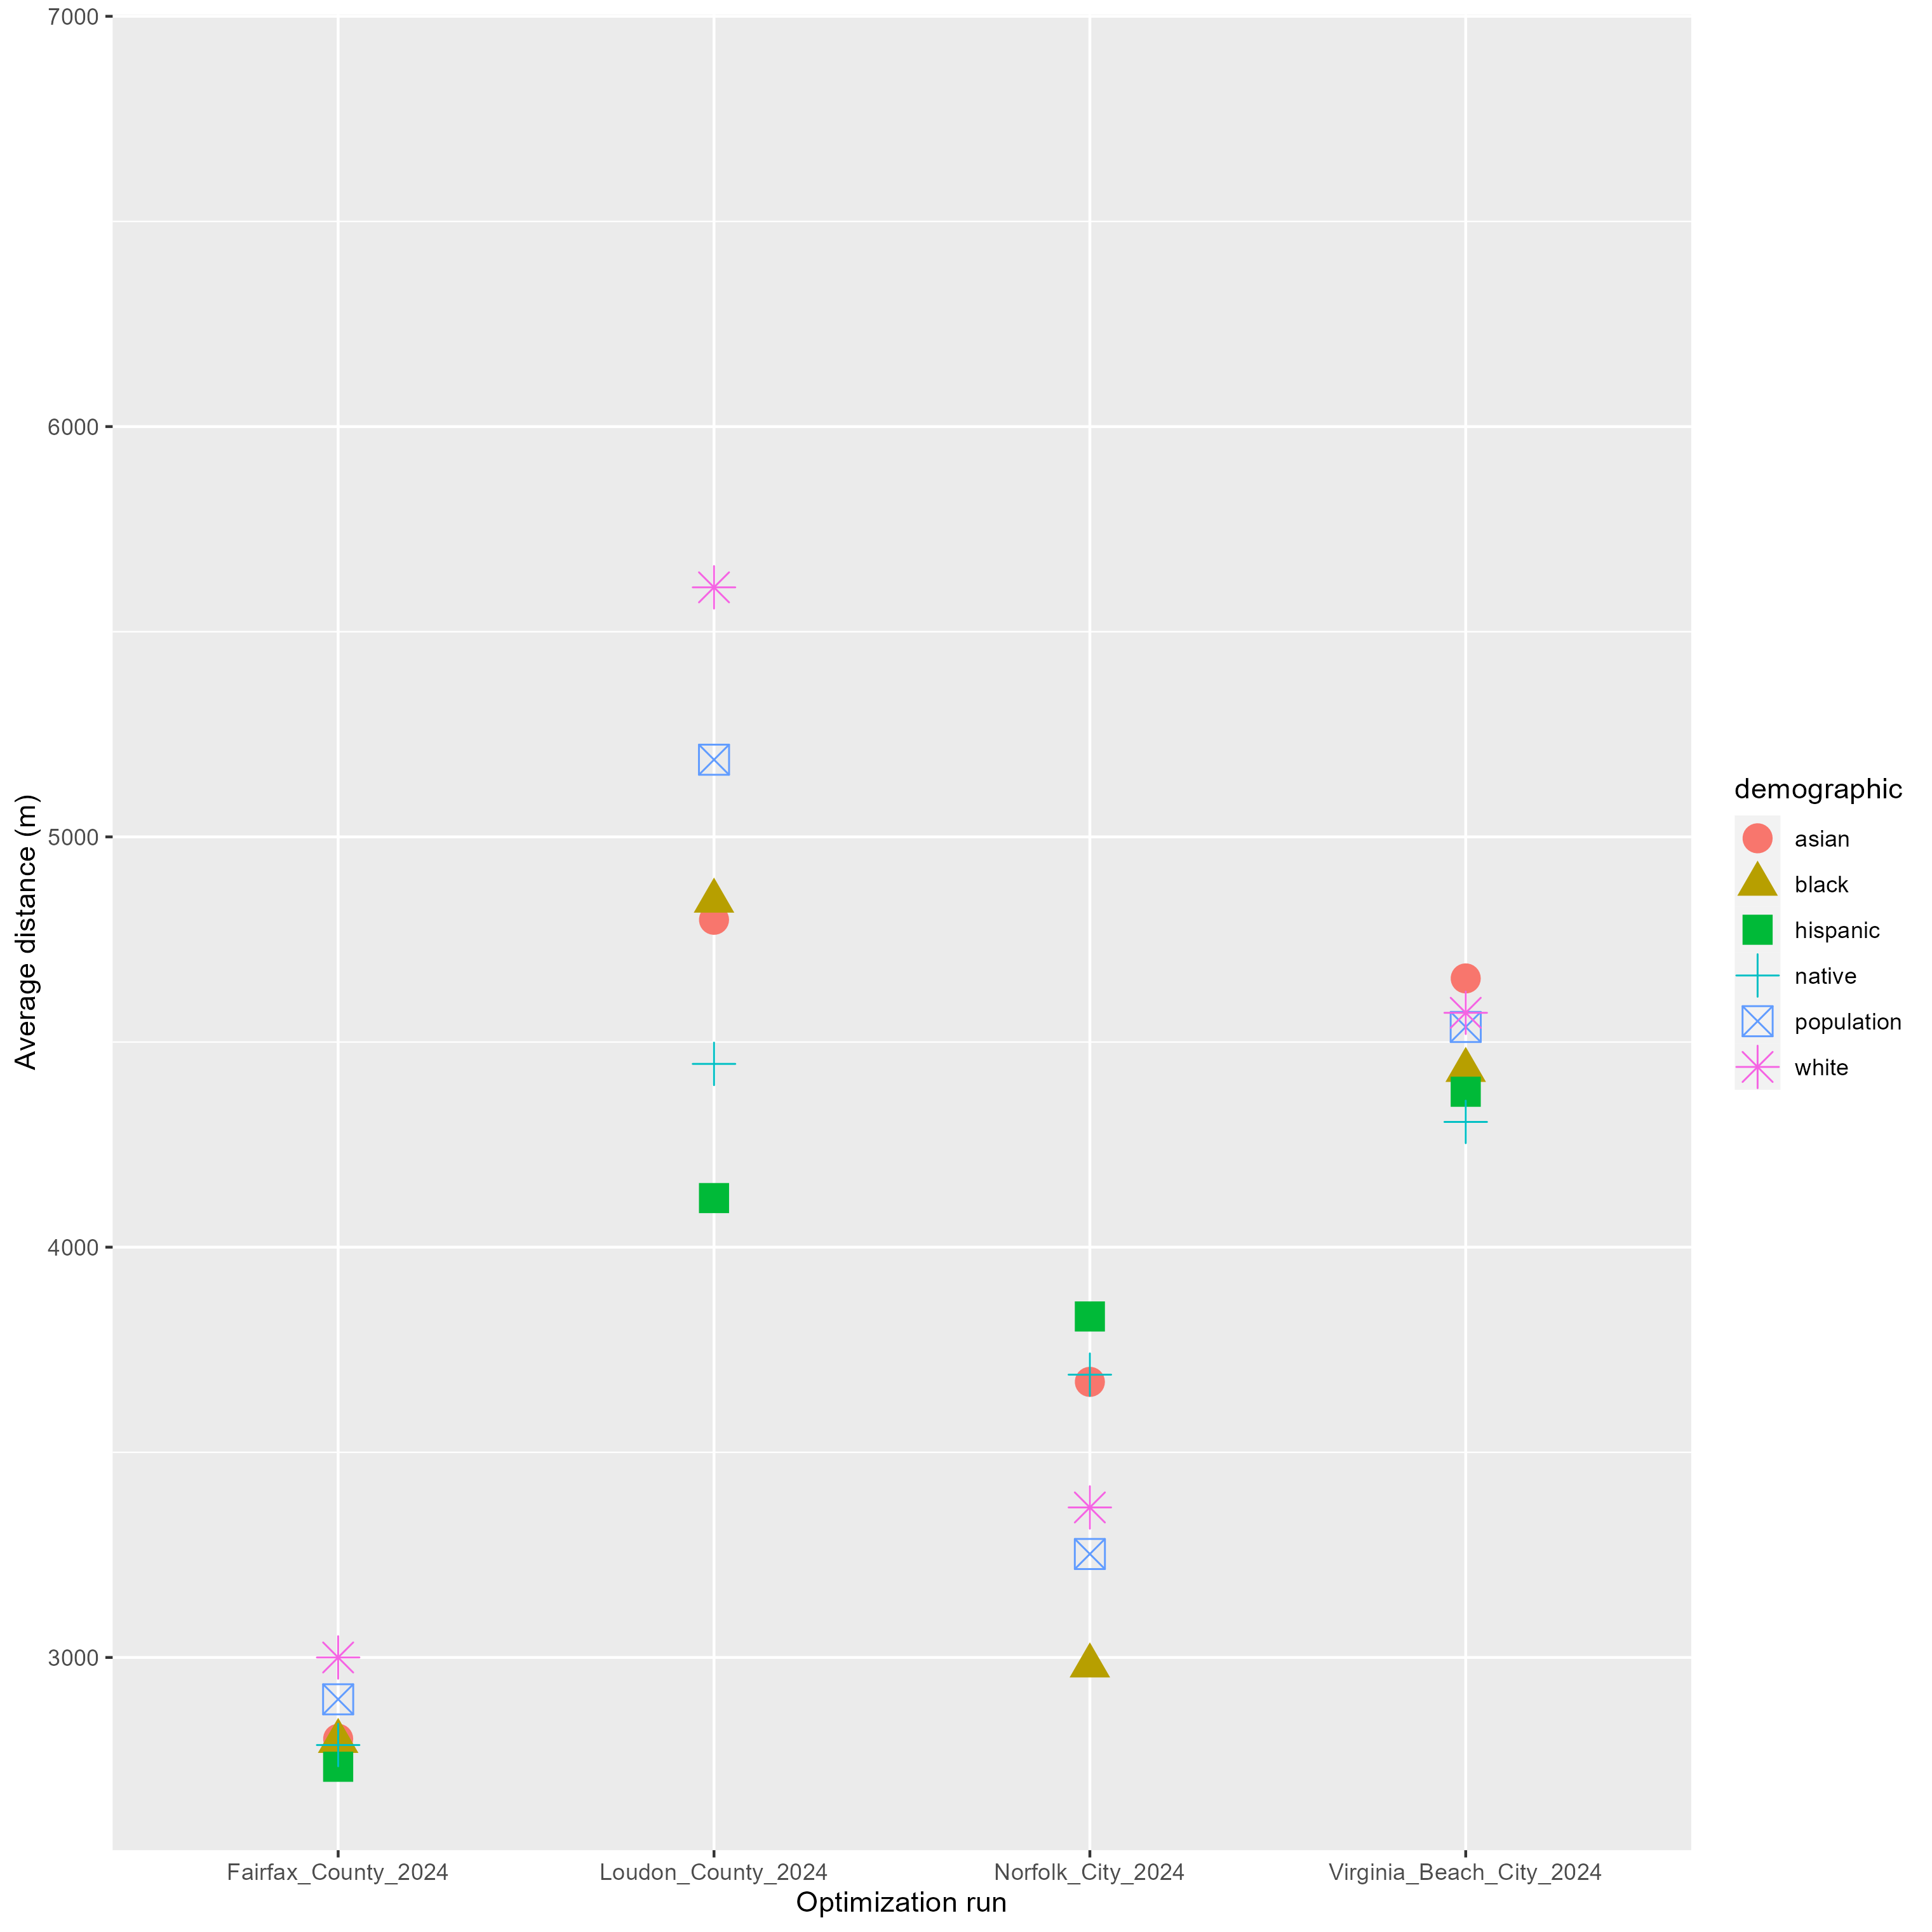 7000
6000
5000
4000
3000
Average distance (m)
Fairfax_County_2024
Loudon_County_2024
Norfolk_City_2024
Virginia_Beach_City_2024
Optimization run
demographic
asian
black
hispanic
native
population
white